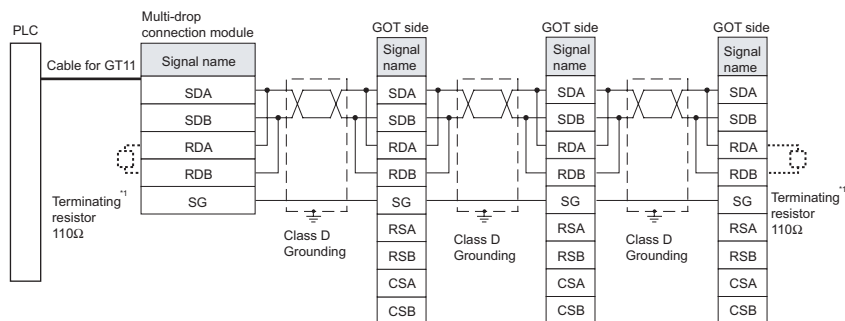 PLC
Multi-drop
connection module
Cable for GT11
Signal name
SDA
SDB
RDA
RDB
SG
Terminating*1
resistor
110Ω
Class D
Grounding
GOT side
Signal
name
SDA
SDB
RDA
RDB
SG
RSA
RSB
CSA
CSB
Class D
Grounding
GOT side
Signal
name
SDA
SDB
RDA
RDB
SG
RSA
RSB
CSA
CSB
Class D
Grounding
GOT side
Signal
name
SDA
SDB
RDA
RDB
SG
RSA
RSB
CSA
CSB
Terminating*1
resistor
110Ω